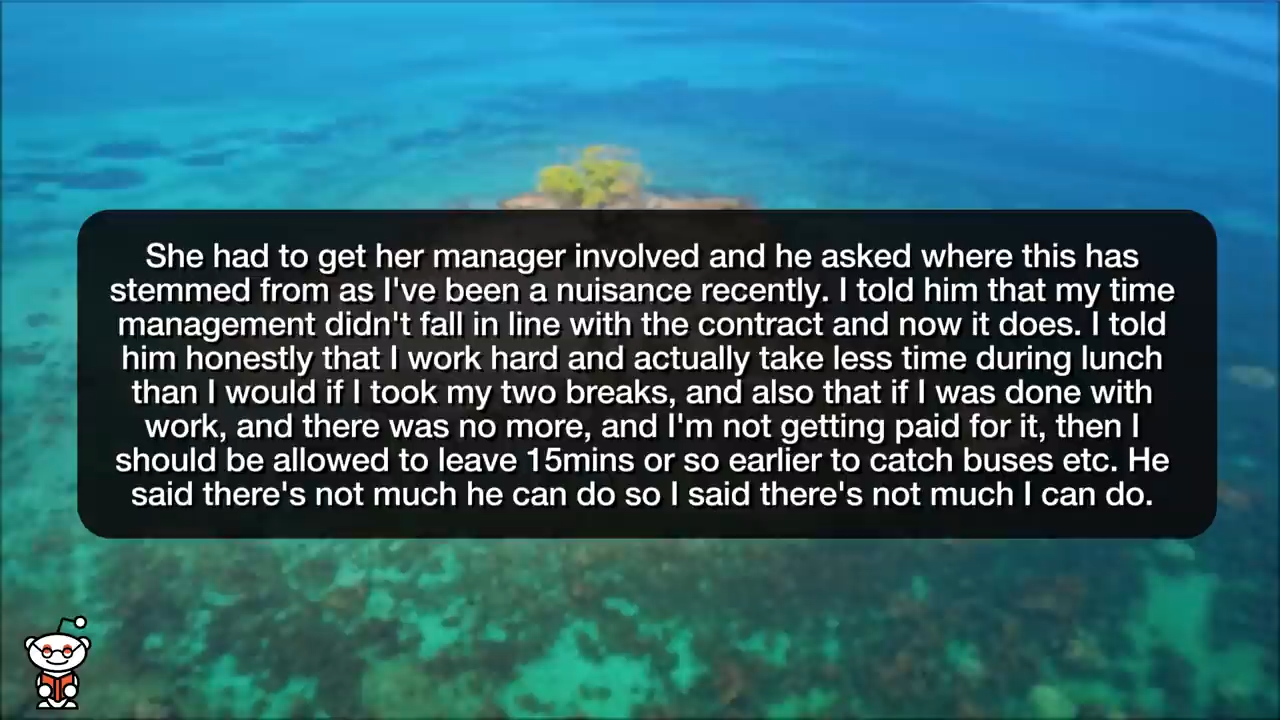 She had to get her manager involved and he asked where this has
stemmed from as I've been a nuisance recently. I told him that my time
management didn't fall in line with the contract and now it does. I told
him honestly that I work hard and actually take less time during lunch
than I would if I took my two breaks, and also that if I was done with
work, and there was no more, and I'm not getting paid for it, then I
should be allowed to leave 15mins or so earlier to catch buses etc. He
said there's not much he can do so I said there's not much I can do.